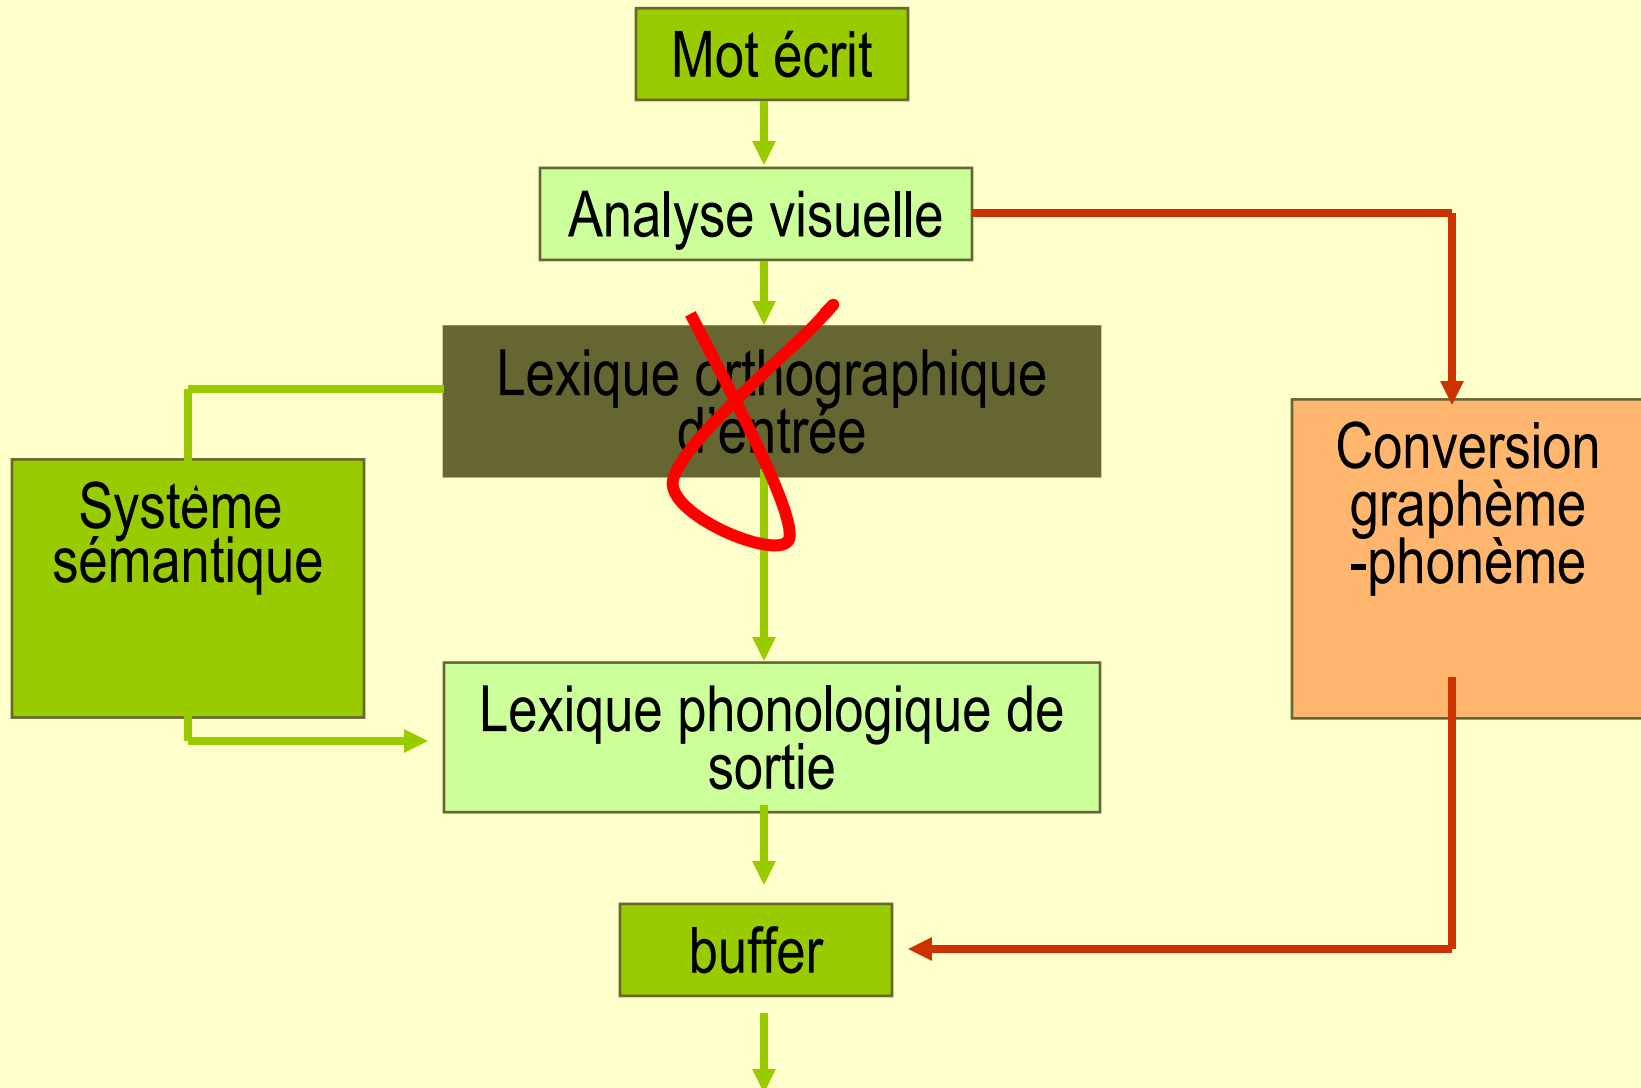 Mot écrit
Analyse visuelle
Lexique orthographique
d'entrée
Système
sémantique
Conversion
graphème
-phonème
Lexique phonologique de
sortie
buffer